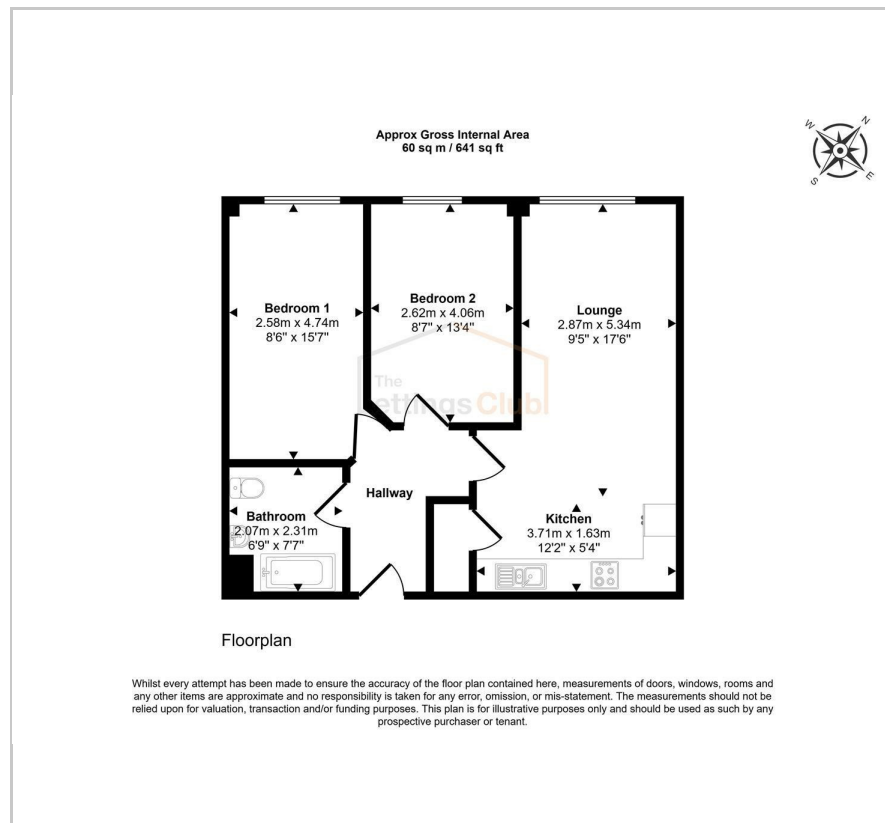 Approx Gross Internal Area
60 sq m / 641 sq ft
W
N
S
E
Bedroom 1
2.58m x 4.74m
8'6" x 15'7"
Bedroom 2
2.62m x 4.06m
8'7" x 13'4"
Lounge
2.87m x 5.34m
9'5" x 17'6"
The
Lettings Club
Hallway
Bathroom
2.07m x 2.31m
6'9" x 7'7"
Kitchen
3.71m x 1.63m
12'2" x 5'4"
Floorplan
Whilst every attempt has been made to ensure the accuracy of the floor plan contained here, measurements of doors, windows, rooms and
any other items are approximate and no responsibility is taken for any error, omission, or mis-statement. The measurements should not be
relied upon for valuation, transaction and/or funding purposes. This plan is for illustrative purposes only and should be used as such by any
prospective purchaser or tenant.